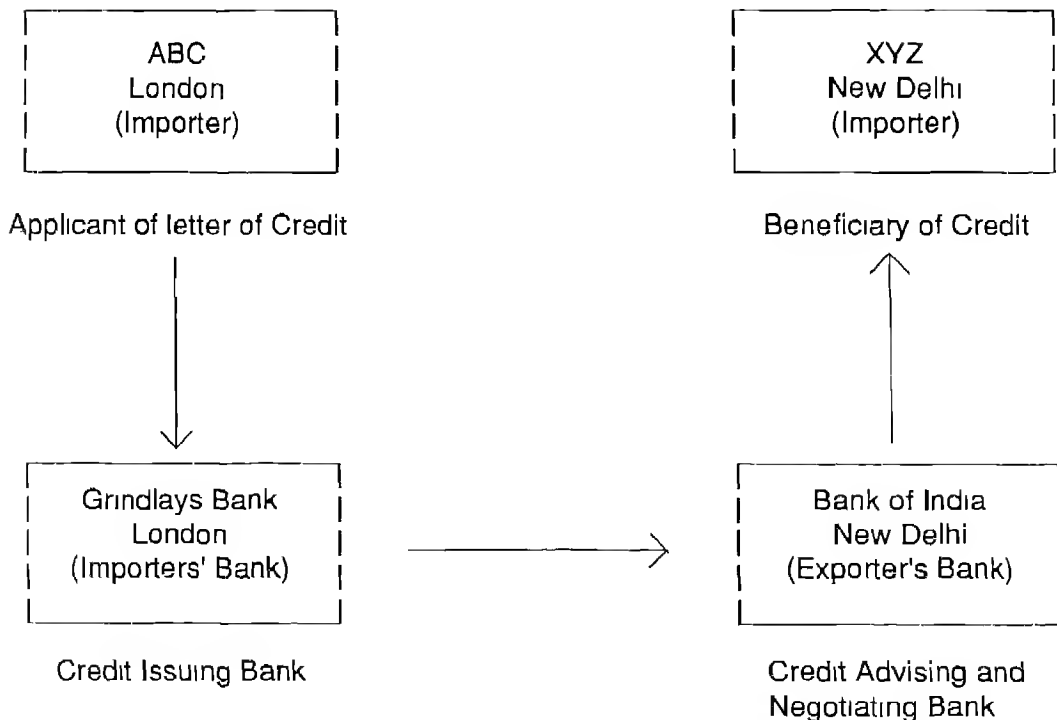 ABC
London
(Importer)
Applicant of letter of Credit
XYZ
New Delhi
(Importer)
Beneficiary of Credit
Grindlays Bank
London
(Importers' Bank)
Credit Issuing Bank
Bank of India
New Delhi
(Exporter's Bank)
Credit Advising and
Negotiating Bank